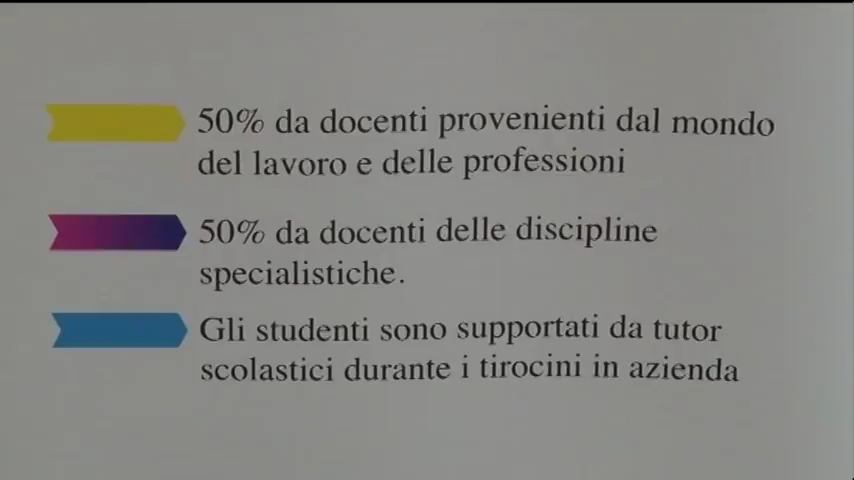 50% da docenti provenienti dal mondo
del lavoro e delle professioni
50% da docenti delle discipline
specialistiche.
Gli studenti sono supportati da tutor
scolastici durante i tirocini in azienda